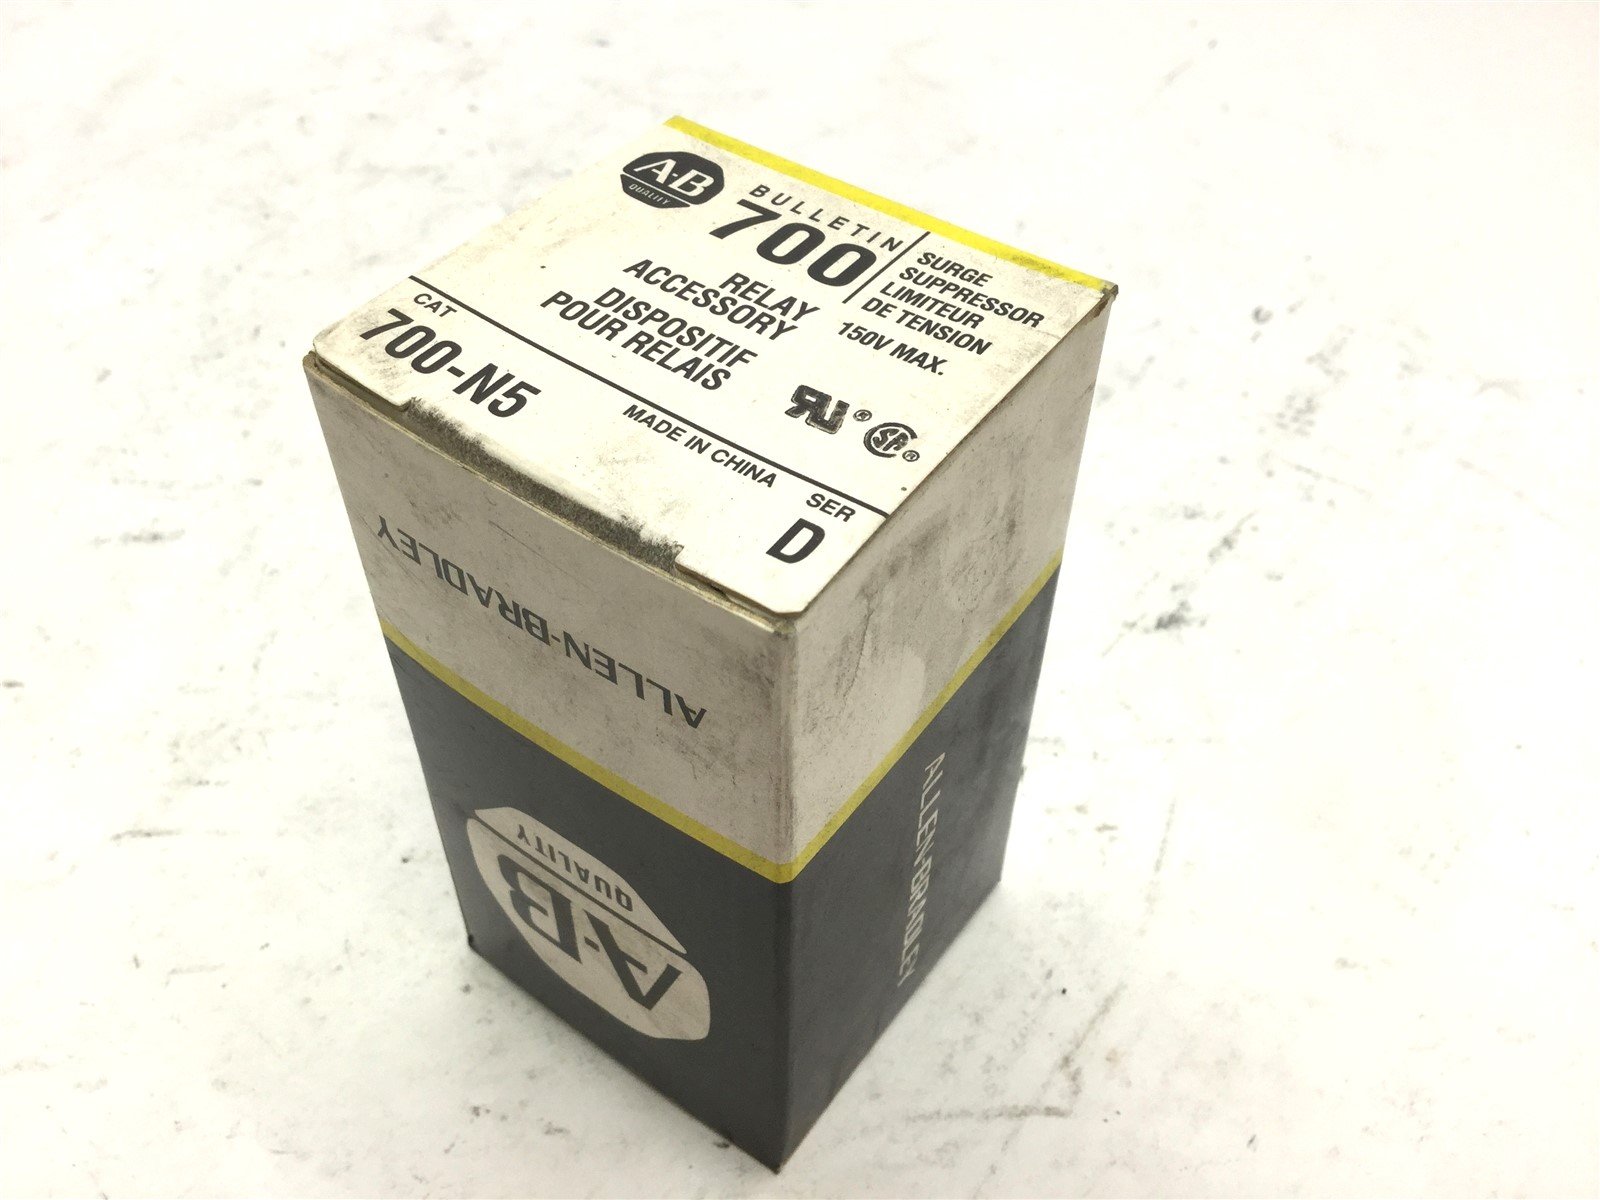 A-B
QUALITY
BULLETIN
700
RELAY
ACCESSORY
DISPOSITIF
POUR RELAIS
SURGE
SUPPRESSOR
LIMITEUR
DE TENSION
150V MAX.
CAT
700-N5
MADE IN CHINA
SER
D
ALLEN-BRADLEY
A-B
QUALITY
ALLEN-BRADLEY